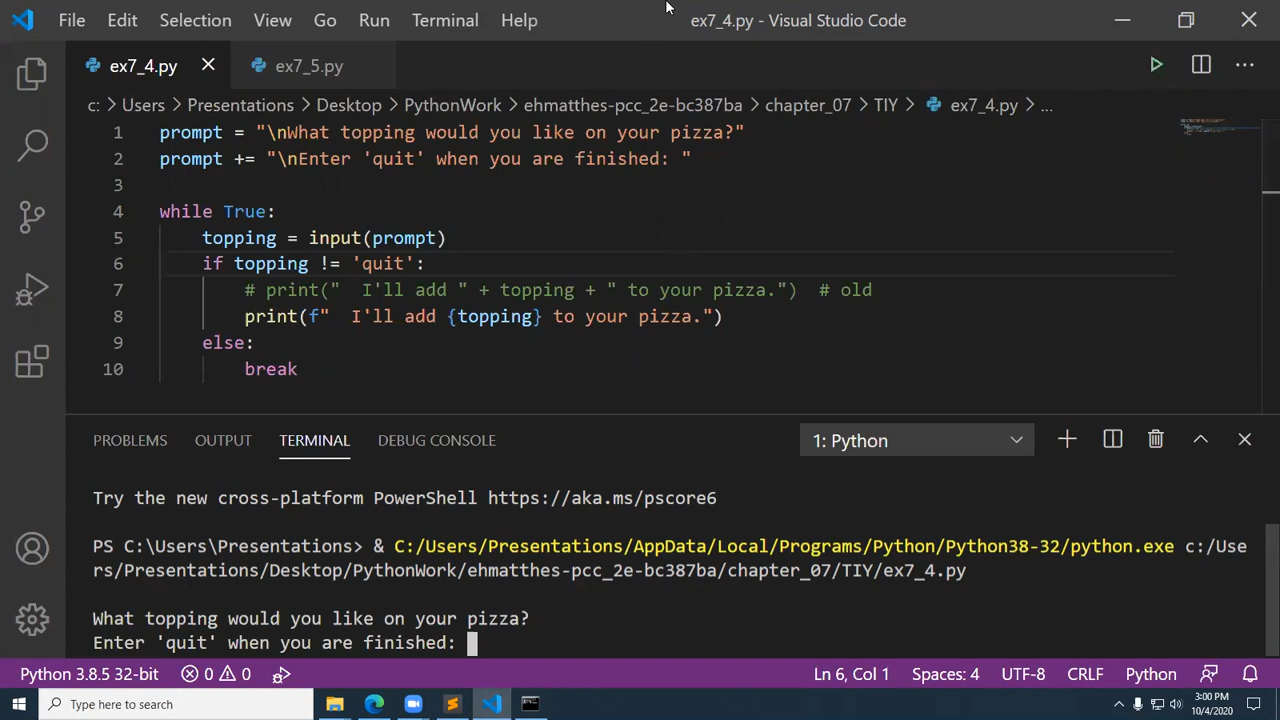 File Edit Selection View Go Run Terminal Help ex7_4.py - Visual Studio Code
ex7_4.py ex7_5.py
c: > Users > Presentations > Desktop > PythonWork > ehmatthes-pcc_2e-bc387ba > chapter_07 > TIY > ex7_4.py > ...
1 prompt = "\nWhat topping would you like on your pizza?"
2 prompt += "\nEnter 'quit' when you are finished: "
3
4 while True:
5     topping = input(prompt)
6     if topping != 'quit':
7         # print("  I'll add " + topping + " to your pizza.")  # old
8         print(f"  I'll add {topping} to your pizza.")
9     else:
10         break
PROBLEMS OUTPUT TERMINAL DEBUG CONSOLE 1: Python
Try the new cross-platform PowerShell https://aka.ms/pscore6
PS C:\Users\Presentations> & C:/Users/Presentations/AppData/Local/Programs/Python/Python38-32/python.exe c:/Use
rs/Presentations/Desktop/PythonWork/ehmatthes-pcc_2e-bc387ba/chapter_07/TIY/ex7_4.py
What topping would you like on your pizza?
Enter 'quit' when you are finished:
Python 3.8.5 32-bit 0 0 Ln 6, Col 1 Spaces: 4 UTF-8 CRLF Python
Type here to search
3:00 PM
10/4/2020